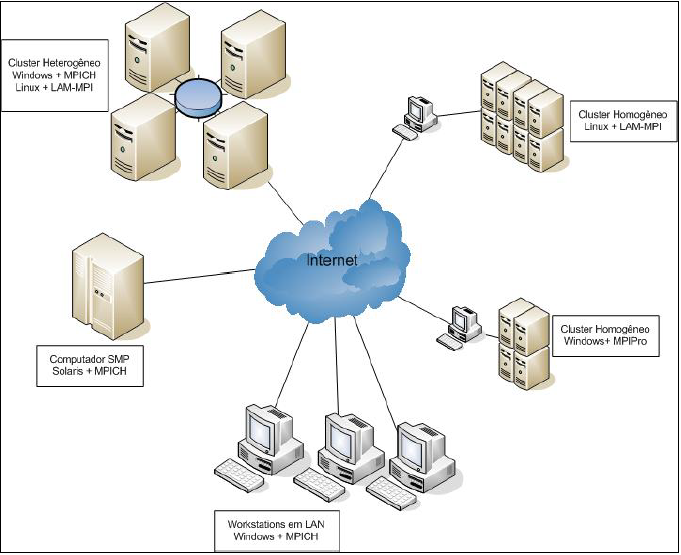 Cluster Heterogêneo
Windows + MPICH
Linux + LAM-MPI
Cluster Homogêneo
Linux + LAM-MPI
Internet
Cluster Homogêneo
Windows+ MPIPro
Computador SMP
Solaris + MPICH
Workstations em LAN
Windows + MPICH